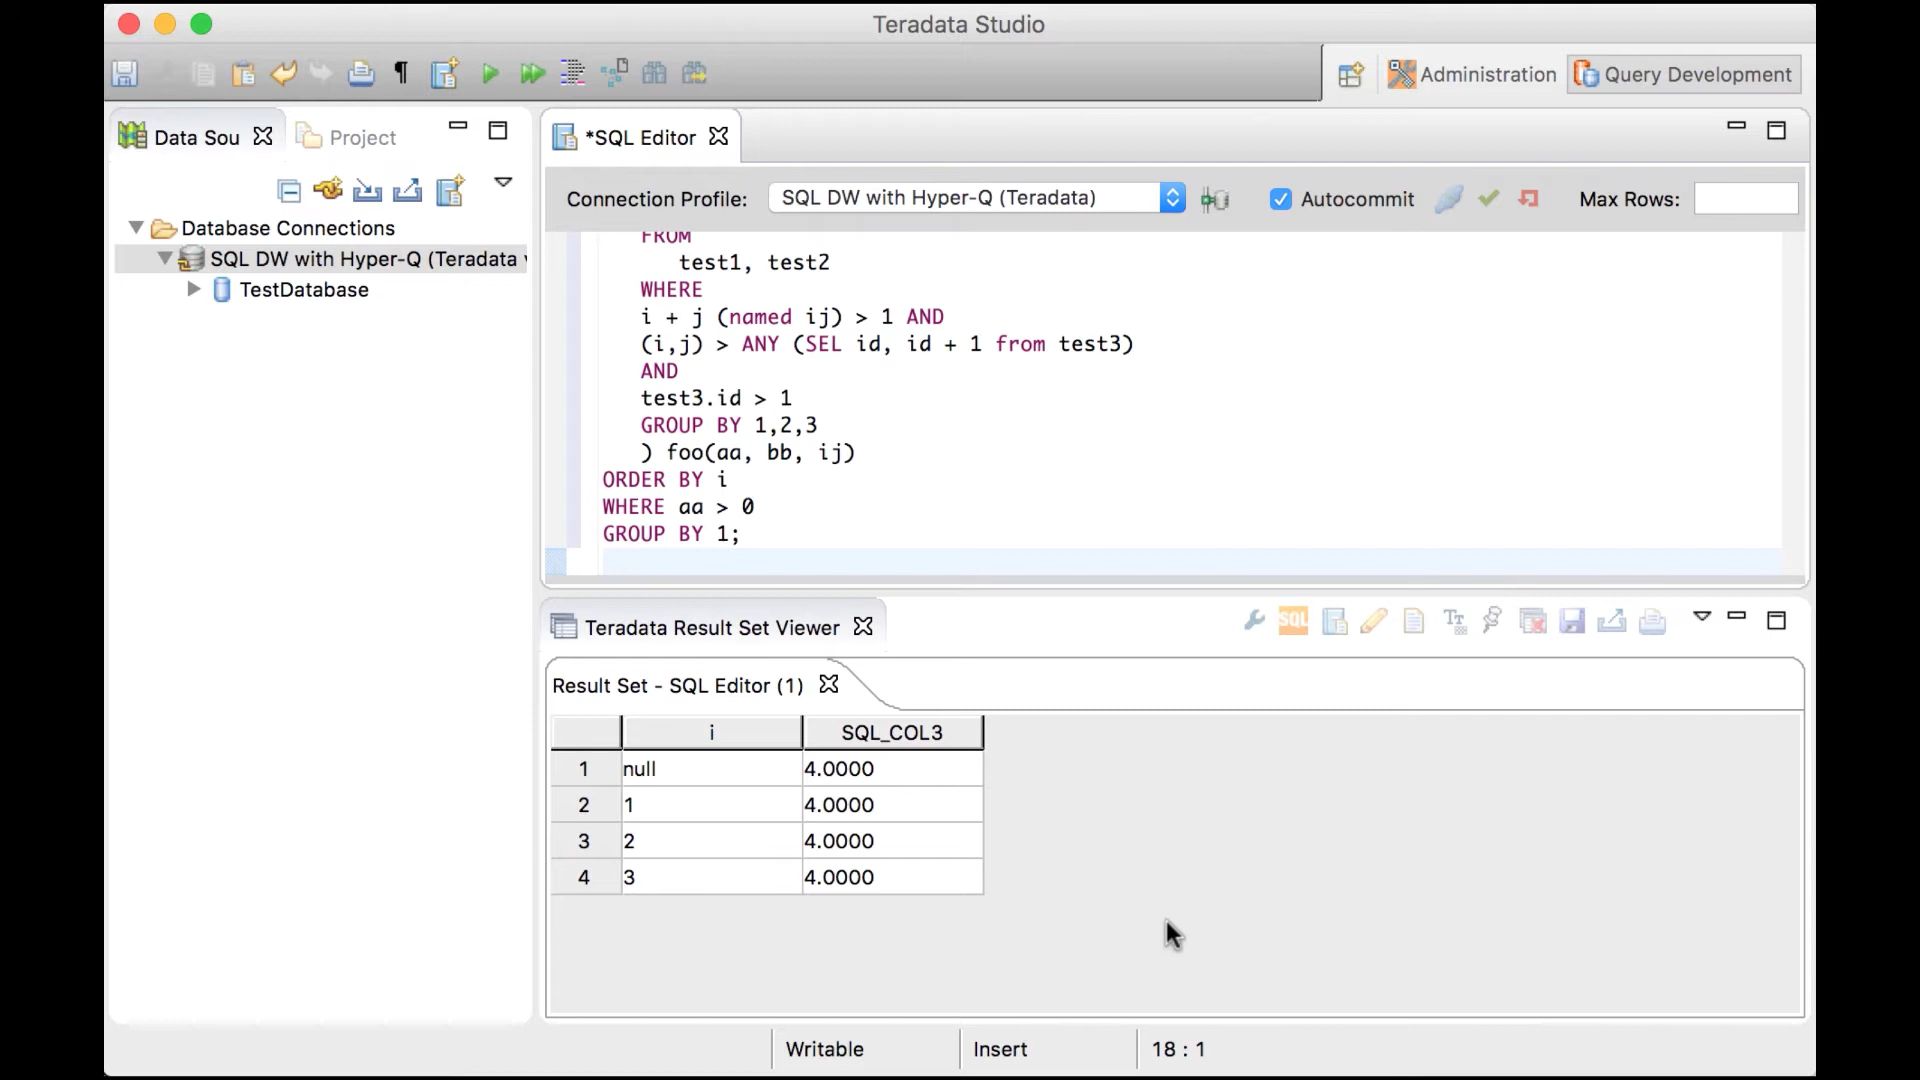 Teradata Studio
Administration
Query Development
Data Sou
Project
*SQL Editor
Connection Profile:
SQL DW with Hyper-Q (Teradata)
Autocommit
Max Rows:
Database Connections
SQL DW with Hyper-Q (Teradata
TestDatabase
FROM
test1, test2
WHERE
i + j (named ij) > 1 AND
(i,j) > ANY (SEL id, id + 1 from test3)
AND
test3.id > 1
GROUP BY 1,2,3
) foo(aa, bb, ij)
ORDER BY i
WHERE aa > 0
GROUP BY 1;
Teradata Result Set Viewer
SQL
Result Set - SQL Editor (1)
i SQL_COL3
1 null 4.0000
2 1 4.0000
3 2 4.0000
4 3 4.0000
Writable
Insert
18 : 1